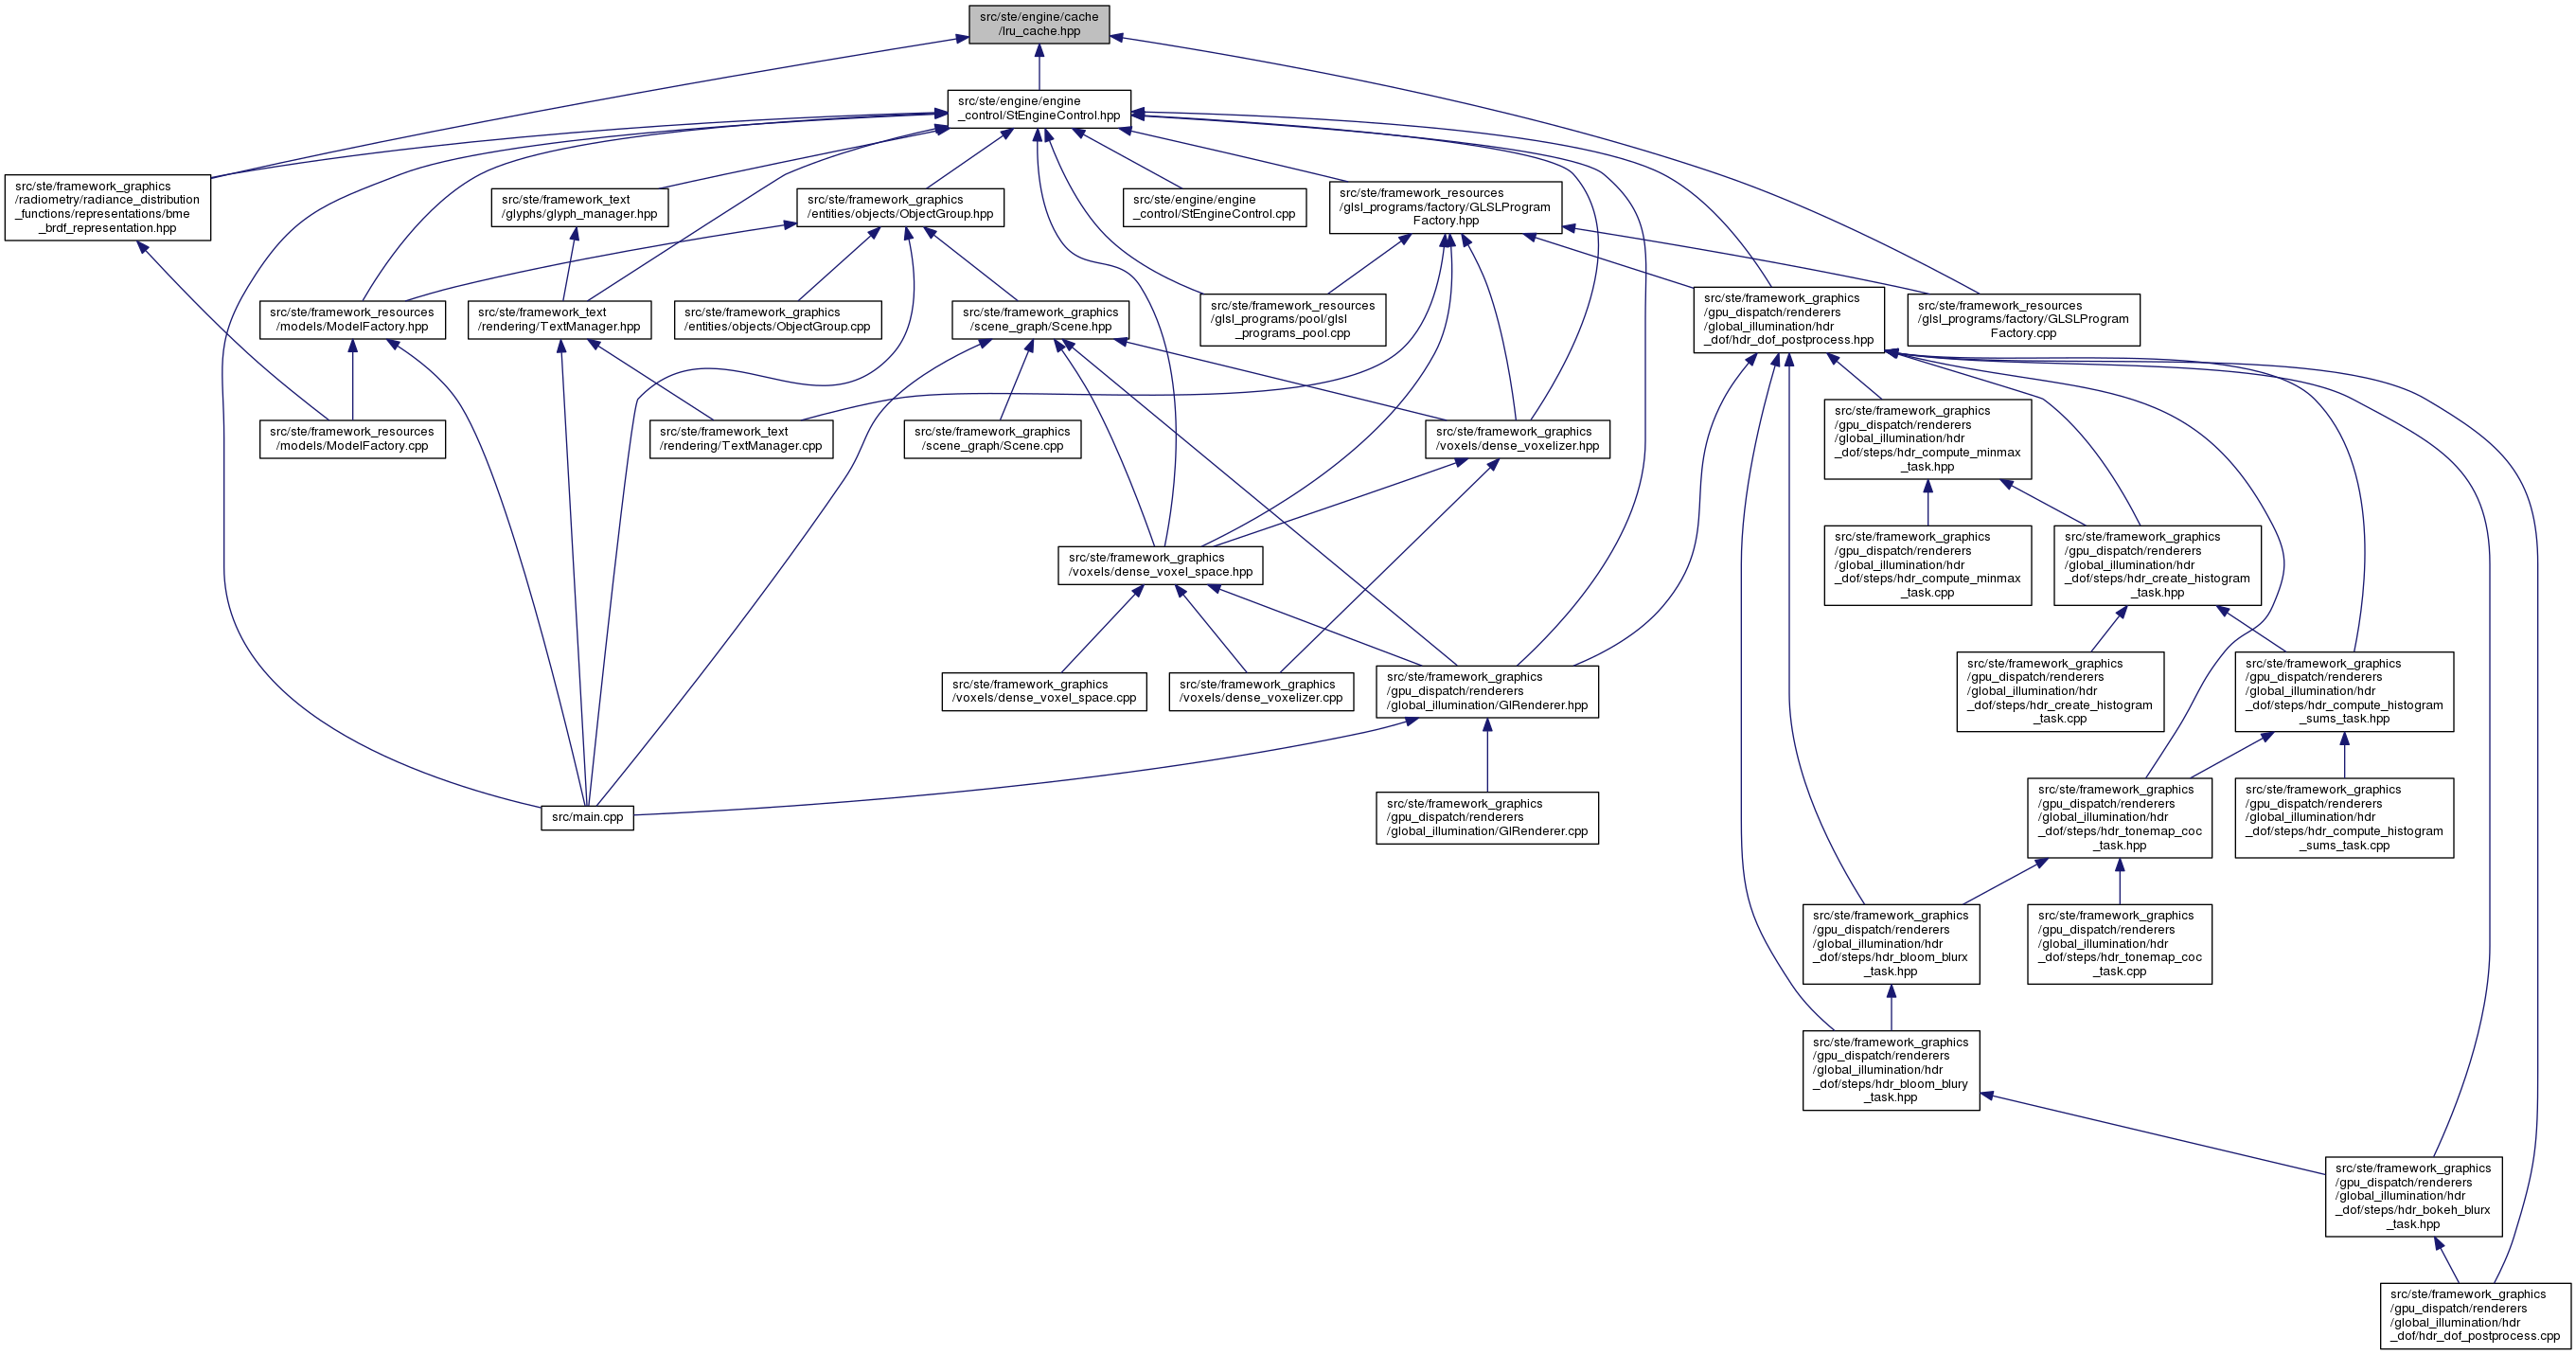 src/ste/engine/cache
/lru_cache.hpp
src/ste/engine/engine
_control/StEngineControl.hpp
src/ste/framework_graphics
/radiometry/radiance_distribution
_functions/representations/bme
_brdf_representation.hpp
src/ste/framework_text
/glyphs/glyph_manager.hpp
src/ste/framework_graphics
/entities/objects/ObjectGroup.hpp
src/ste/engine/engine
_control/StEngineControl.cpp
src/ste/framework_resources
/glsl_programs/factory/GLSLProgram
Factory.hpp
src/ste/framework_resources
/models/ModelFactory.hpp
src/ste/framework_text
/rendering/TextManager.hpp
src/ste/framework_graphics
/entities/objects/ObjectGroup.cpp
src/ste/framework_graphics
/scene_graph/Scene.hpp
src/ste/framework_resources
/glsl_programs/pool/glsl
_programs_pool.cpp
src/ste/framework_graphics
/gpu_dispatch/renderers
/global_illumination/hdr
_dof/hdr_dof_postprocess.hpp
src/ste/framework_resources
/glsl_programs/factory/GLSLProgram
Factory.cpp
src/ste/framework_resources
/models/ModelFactory.cpp
src/ste/framework_text
/rendering/TextManager.cpp
src/ste/framework_graphics
/scene_graph/Scene.cpp
src/ste/framework_graphics
/voxels/dense_voxelizer.hpp
src/ste/framework_graphics
/gpu_dispatch/renderers
/global_illumination/hdr
_dof/steps/hdr_compute_minmax
_task.hpp
src/ste/framework_graphics
/voxels/dense_voxel_space.hpp
src/ste/framework_graphics
/gpu_dispatch/renderers
/global_illumination/hdr
_dof/steps/hdr_compute_minmax
_task.cpp
src/ste/framework_graphics
/gpu_dispatch/renderers
/global_illumination/hdr
_dof/steps/hdr_create_histogram
_task.hpp
src/ste/framework_graphics
/voxels/dense_voxel_space.cpp
src/ste/framework_graphics
/voxels/dense_voxelizer.cpp
src/ste/framework_graphics
/gpu_dispatch/renderers
/global_illumination/GIRenderer.hpp
src/ste/framework_graphics
/gpu_dispatch/renderers
/global_illumination/hdr
_dof/steps/hdr_create_histogram
_task.cpp
src/ste/framework_graphics
/gpu_dispatch/renderers
/global_illumination/hdr
_dof/steps/hdr_compute_histogram
_sums_task.hpp
src/main.cpp
src/ste/framework_graphics
/gpu_dispatch/renderers
/global_illumination/GIRenderer.cpp
src/ste/framework_graphics
/gpu_dispatch/renderers
/global_illumination/hdr
_dof/steps/hdr_tonemap_coc
_task.hpp
src/ste/framework_graphics
/gpu_dispatch/renderers
/global_illumination/hdr
_dof/steps/hdr_compute_histogram
_sums_task.cpp
src/ste/framework_graphics
/gpu_dispatch/renderers
/global_illumination/hdr
_dof/steps/hdr_bloom_blurx
_task.hpp
src/ste/framework_graphics
/gpu_dispatch/renderers
/global_illumination/hdr
_dof/steps/hdr_tonemap_coc
_task.cpp
src/ste/framework_graphics
/gpu_dispatch/renderers
/global_illumination/hdr
_dof/steps/hdr_bloom_blury
_task.hpp
src/ste/framework_graphics
/gpu_dispatch/renderers
/global_illumination/hdr
_dof/steps/hdr_bokeh_blurx
_task.hpp
src/ste/framework_graphics
/gpu_dispatch/renderers
/global_illumination/hdr
_dof/hdr_dof_postprocess.cpp